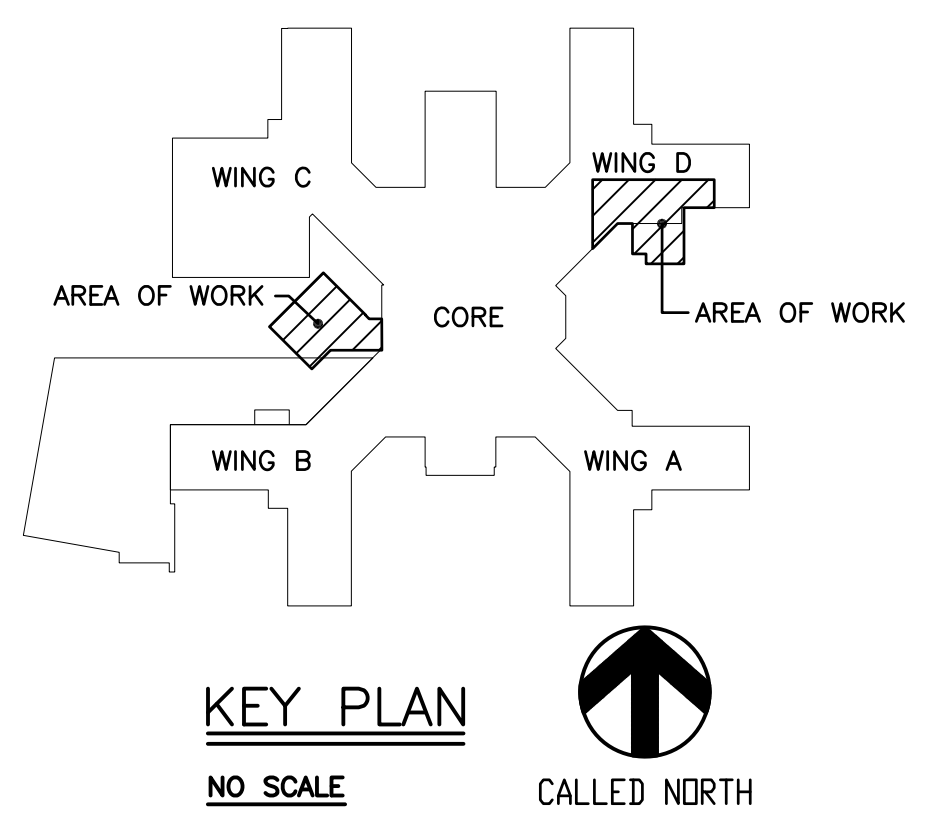 WING C
WING D
AREA OF WORK
CORE
AREA OF WORK
WING B
WING A
KEY PLAN
NO SCALE
CALLED NORTH